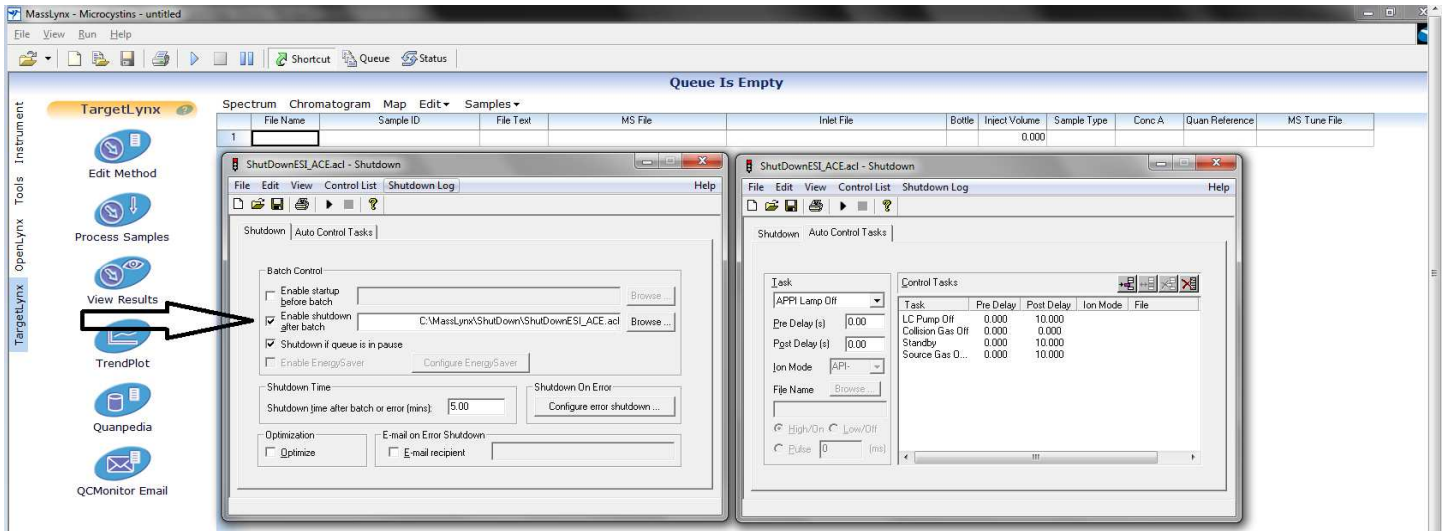 MassLynx - Microcystins - untitled
File View Run Help
Shortcut Queue Status
Queue Is Empty
Instrument
Tools
OpenLynx
TargetLynx
TargetLynx
Edit Method
Process Samples
View Results
TrendPlot
Quanpedia
QCMonitor Email
Spectrum Chromatogram Map Edit Samples
File Name Sample ID File Text MS File Inlet File Bottle Inject Volume Sample Type Conc A Quan Reference MS Tune File
1 0.000
ShutDownESI_ACE.acl - Shutdown
File Edit View Control List Shutdown Log Help
Shutdown Auto Control Tasks
Batch Control
Enable startup
before batch
Browse ...
Enable shutdown
after batch
C:\MassLynx\ShutDown\ShutDownESI_ACE.acl Browse ...
Shutdown if queue is in pause
Enable EnergySaver Configure EnergySaver
Shutdown Time
Shutdown time after batch or error (mins): 5.00
Shutdown On Error
Configure error shutdown ...
Optimization
Optimize
E-mail on Error Shutdown
E-mail recipient
ShutDownESI_ACE.acl - Shutdown
File Edit View Control List Shutdown Log Help
Shutdown Auto Control Tasks
Task
APPI Lamp Off
Pre Delay (s) 0.00
Post Delay (s) 0.00
Ion Mode API-
File Name Browse...
High/On Low/Off
Pulse 0 (ms)
Control Tasks
Task Pre Delay Post Delay Ion Mode File
LC Pump Off 0.000 10.000
Collision Gas Off 0.000 0.000
Standby 0.000 10.000
Source Gas O... 0.000 10.000